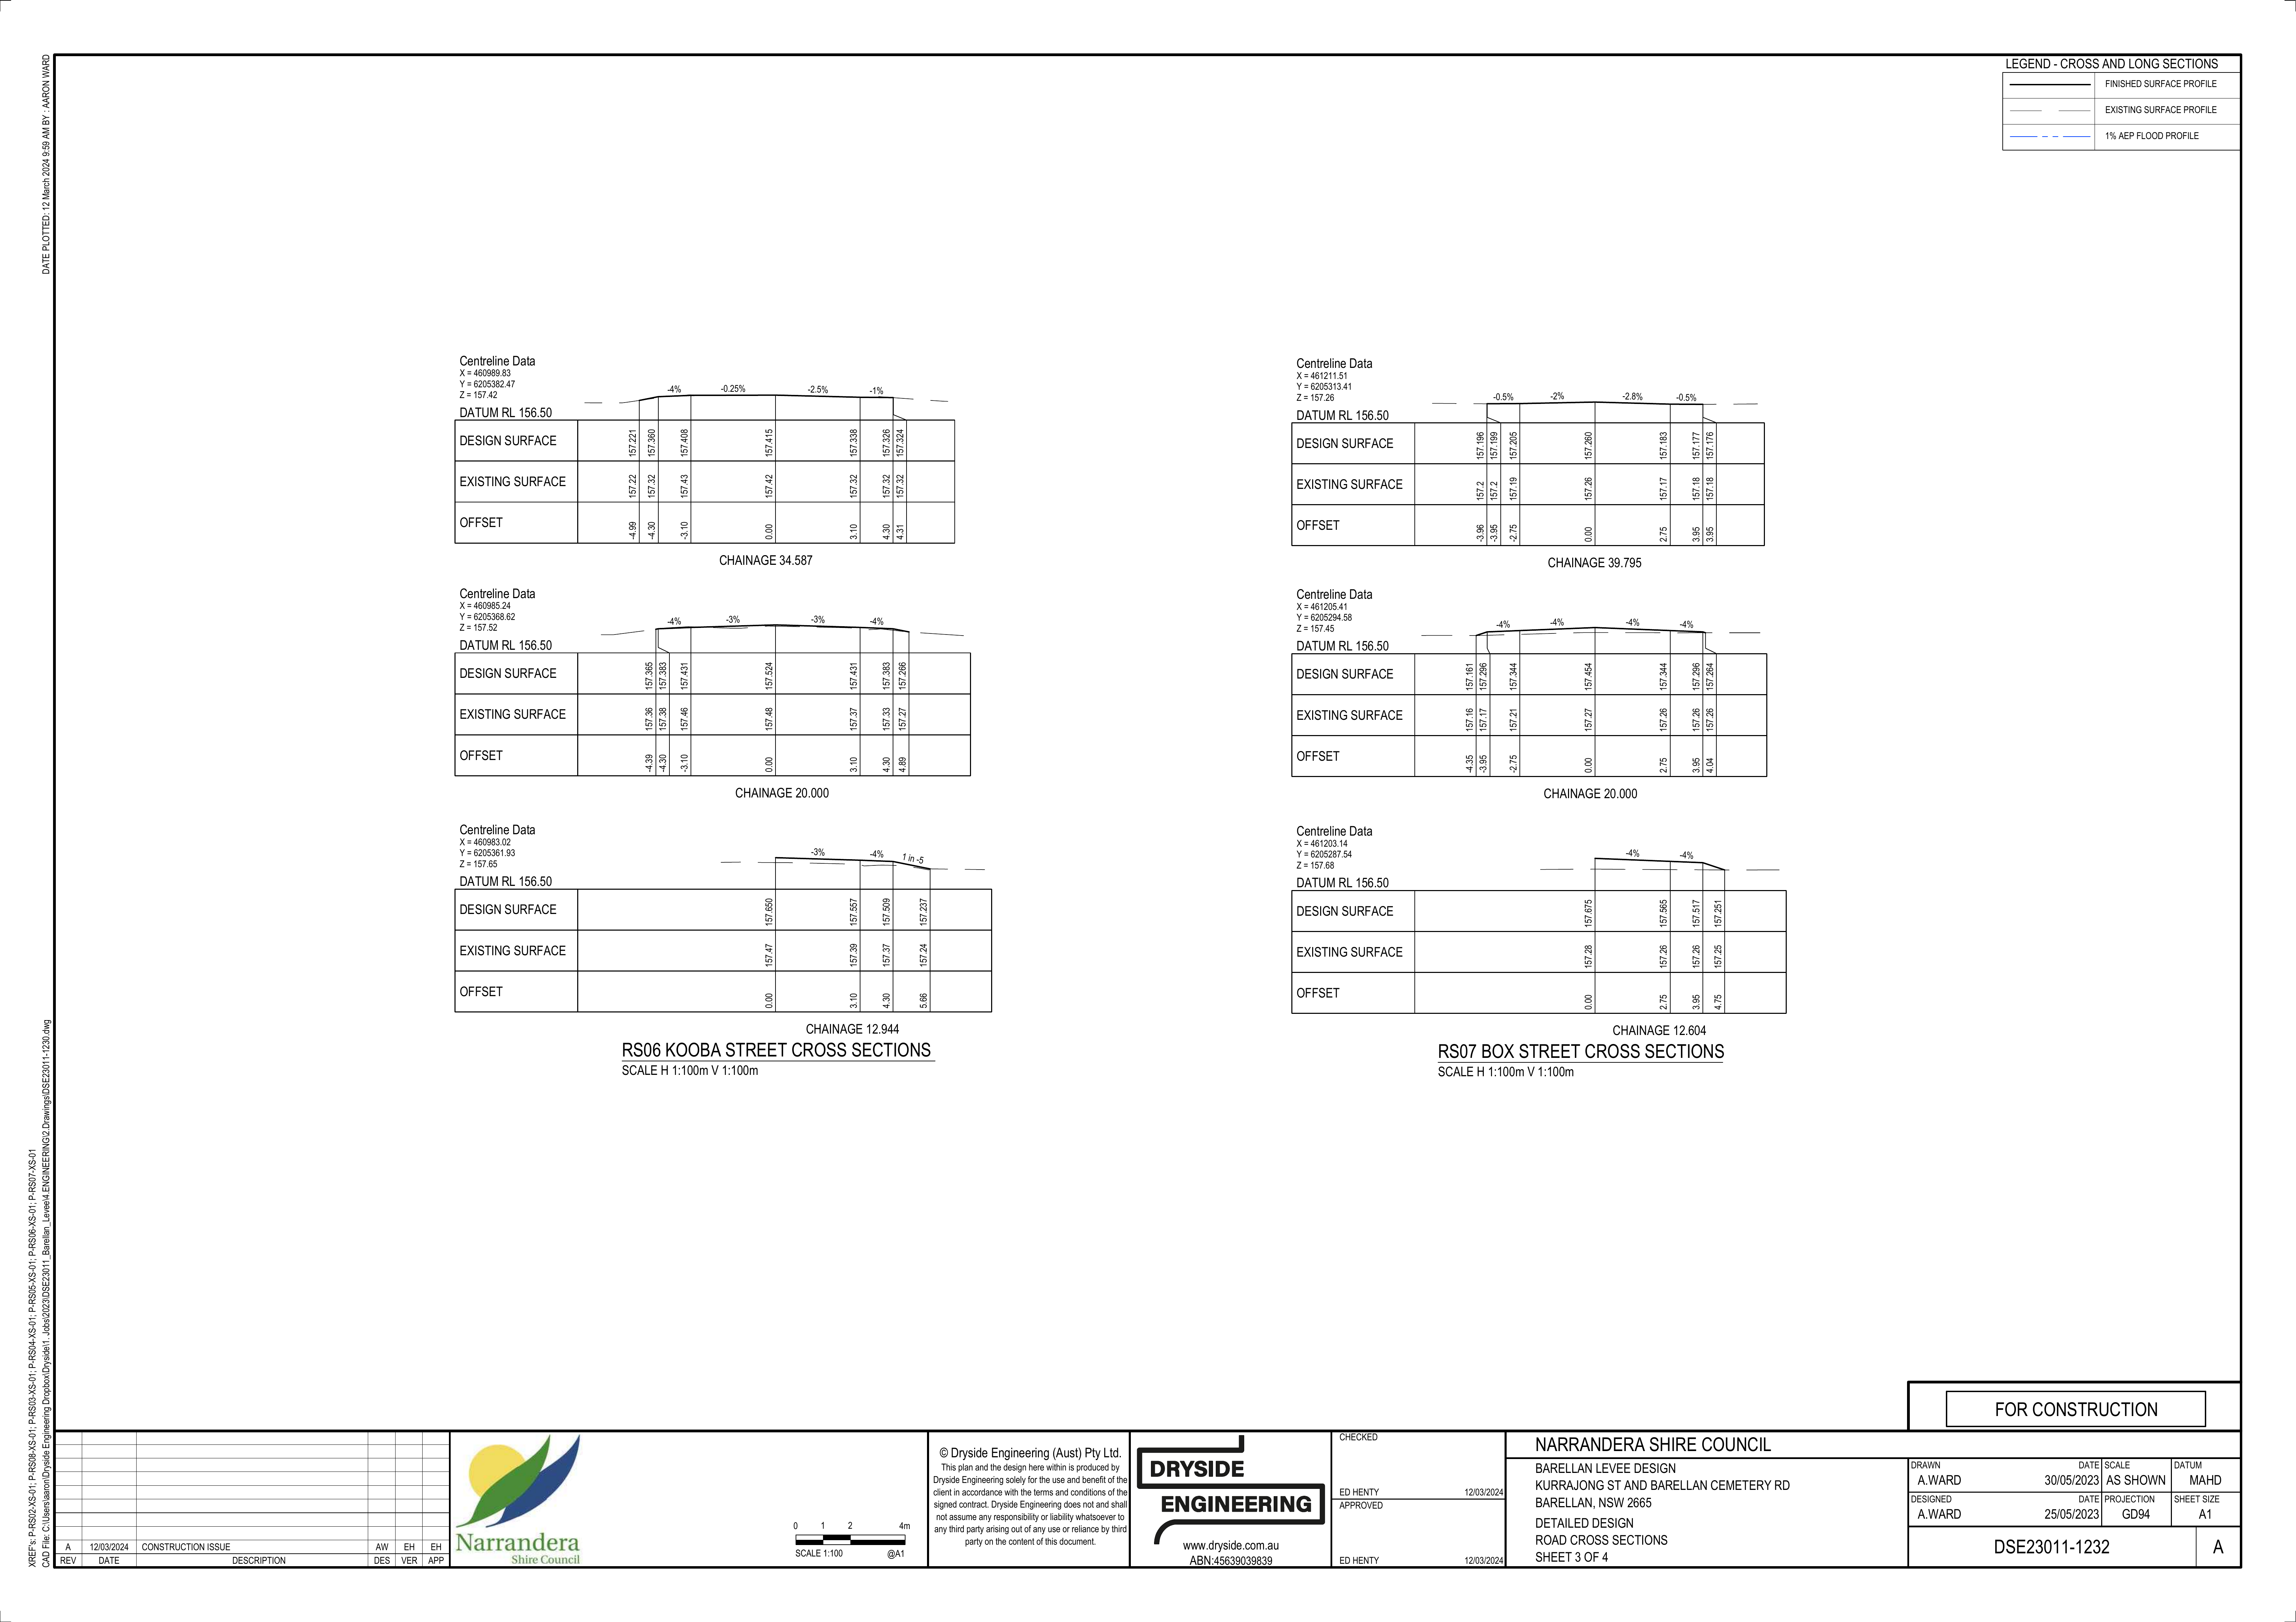 LEGEND - CROSS AND LONG SECTIONS
FINISHED SURFACE PROFILE
EXISTING SURFACE PROFILE
1% AEP FLOOD PROFILE
DATE PLOTTED: 12 March 2024 9:59 AM BY : AARON WARD
CAD File: C:\Users\aaron\Dryside Engineering Dropbox\Dryside\1. Jobs\2023\DSE23011_Barellan_Levee\4.ENGINEERING\2.Drawings\DSE23011-1230.dwg
XREF's: P-RS02-XS-01; P-RS08-XS-01; P-RS03-XS-01; P-RS04-XS-01; P-RS05-XS-01; P-RS06-XS-01; P-RS07-XS-01
Centreline Data
X = 460989.83
Y = 6205382.47
Z = 157.42
-4% -0.25% -2.5% -1%
DATUM RL 156.50
DESIGN SURFACE 157.221 157.360 157.408 157.415 157.338 157.326 157.324
EXISTING SURFACE 157.22 157.32 157.43 157.42 157.32 157.32 157.32
OFFSET -4.99 -4.30 -3.10 0.00 3.10 4.30 4.31
CHAINAGE 34.587
Centreline Data
X = 460985.24
Y = 6205368.62
Z = 157.52
-4% -3% -3% -4%
DATUM RL 156.50
DESIGN SURFACE 157.365 157.383 157.431 157.524 157.431 157.383 157.266
EXISTING SURFACE 157.36 157.38 157.46 157.48 157.37 157.33 157.27
OFFSET -4.39 -4.30 -3.10 0.00 3.10 4.30 4.89
CHAINAGE 20.000
Centreline Data
X = 460983.02
Y = 6205361.93
Z = 157.65
-3% -4% 1 in -5
DATUM RL 156.50
DESIGN SURFACE 157.650 157.557 157.509 157.237
EXISTING SURFACE 157.47 157.39 157.37 157.24
OFFSET 0.00 3.10 4.30 5.66
CHAINAGE 12.944
RS06 KOOBA STREET CROSS SECTIONS
SCALE H 1:100m V 1:100m
Centreline Data
X = 461211.51
Y = 6205313.41
Z = 157.26
-0.5% -2% -2.8% -0.5%
DATUM RL 156.50
DESIGN SURFACE 157.196 157.199 157.205 157.260 157.183 157.177 157.176
EXISTING SURFACE 157.2 157.2 157.19 157.26 157.17 157.18 157.18
OFFSET -3.96 -3.95 -2.75 0.00 2.75 3.95 3.95
CHAINAGE 39.795
Centreline Data
X = 461205.41
Y = 6205294.58
Z = 157.45
-4% -4% -4% -4%
DATUM RL 156.50
DESIGN SURFACE 157.161 157.296 157.344 157.454 157.344 157.296 157.264
EXISTING SURFACE 157.16 157.17 157.21 157.27 157.26 157.26 157.26
OFFSET -4.35 -3.95 -2.75 0.00 2.75 3.95 4.04
CHAINAGE 20.000
Centreline Data
X = 461203.14
Y = 6205287.54
Z = 157.68
-4% -4%
DATUM RL 156.50
DESIGN SURFACE 157.675 157.565 157.517 157.251
EXISTING SURFACE 157.28 157.26 157.26 157.25
OFFSET 0.00 2.75 3.95 4.75
CHAINAGE 12.604
RS07 BOX STREET CROSS SECTIONS
SCALE H 1:100m V 1:100m
FOR CONSTRUCTION
A 12/03/2024 CONSTRUCTION ISSUE AW EH EH
REV DATE DESCRIPTION DES VER APP
Narrandera
Shire Council
0 1 2 4m
SCALE 1:100 @A1
© Dryside Engineering (Aust) Pty Ltd.
This plan and the design here within is produced by
Dryside Engineering solely for the use and benefit of the
client in accordance with the terms and conditions of the
signed contract. Dryside Engineering does not and shall
not assume any responsibility or liability whatsoever to
any third party arising out of any use or reliance by third
party on the content of this document.
DRYSIDE
ENGINEERING
www.dryside.com.au
ABN:45639039839
CHECKED
ED HENTY 12/03/2024
APPROVED
ED HENTY 12/03/2024
NARRANDERA SHIRE COUNCIL
BARELLAN LEVEE DESIGN
KURRAJONG ST AND BARELLAN CEMETERY RD
BARELLAN, NSW 2665
DETAILED DESIGN
ROAD CROSS SECTIONS
SHEET 3 OF 4
DRAWN DATE SCALE DATUM
A.WARD 30/05/2023 AS SHOWN MAHD
DESIGNED DATE PROJECTION SHEET SIZE
A.WARD 25/05/2023 GD94 A1
DSE23011-1232 A